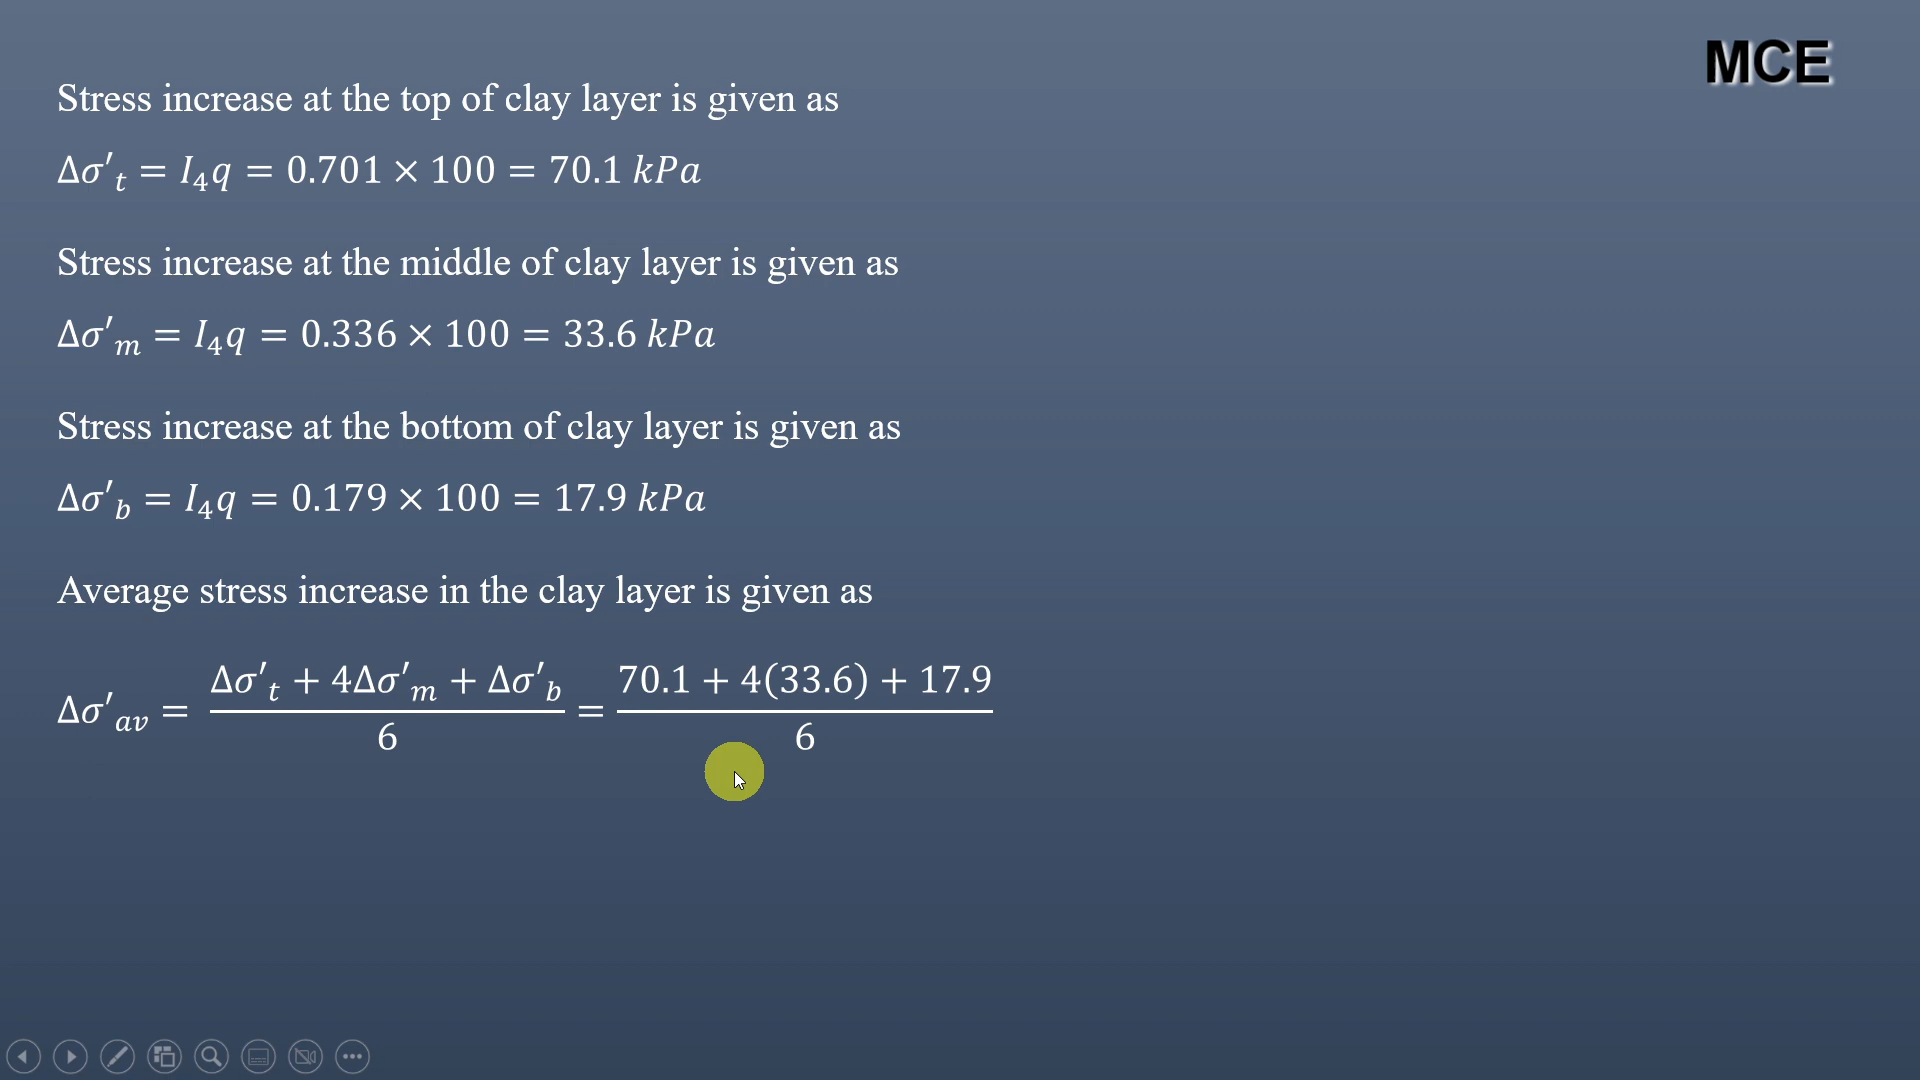 MCE
Stress increase at the top of clay layer is given as
Δσ′ₜ = I₄q = 0.701 × 100 = 70.1 kPa
Stress increase at the middle of clay layer is given as
Δσ′ₘ = I₄q = 0.336 × 100 = 33.6 kPa
Stress increase at the bottom of clay layer is given as
Δσ′_b = I₄q = 0.179 × 100 = 17.9 kPa
Average stress increase in the clay layer is given as
Δσ′_av = (Δσ′ₜ + 4Δσ′ₘ + Δσ′_b)/6 = (70.1 + 4(33.6) + 17.9)/6